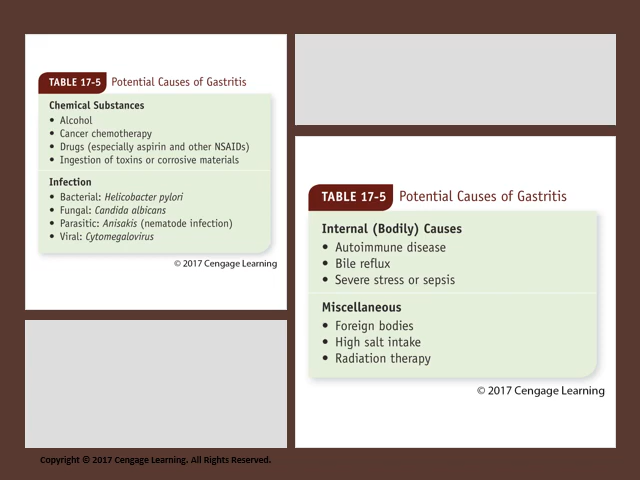 TABLE 17-5 Potential Causes of Gastritis
Chemical Substances
• Alcohol
• Cancer chemotherapy
• Drugs (especially aspirin and other NSAIDs)
• Ingestion of toxins or corrosive materials
Infection
• Bacterial: Helicobacter pylori
• Fungal: Candida albicans
• Parasitic: Anisakis (nematode infection)
• Viral: Cytomegalovirus
© 2017 Cengage Learning
TABLE 17-5 Potential Causes of Gastritis
Internal (Bodily) Causes
• Autoimmune disease
• Bile reflux
• Severe stress or sepsis
Miscellaneous
• Foreign bodies
• High salt intake
• Radiation therapy
© 2017 Cengage Learning
Copyright © 2017 Cengage Learning. All Rights Reserved.